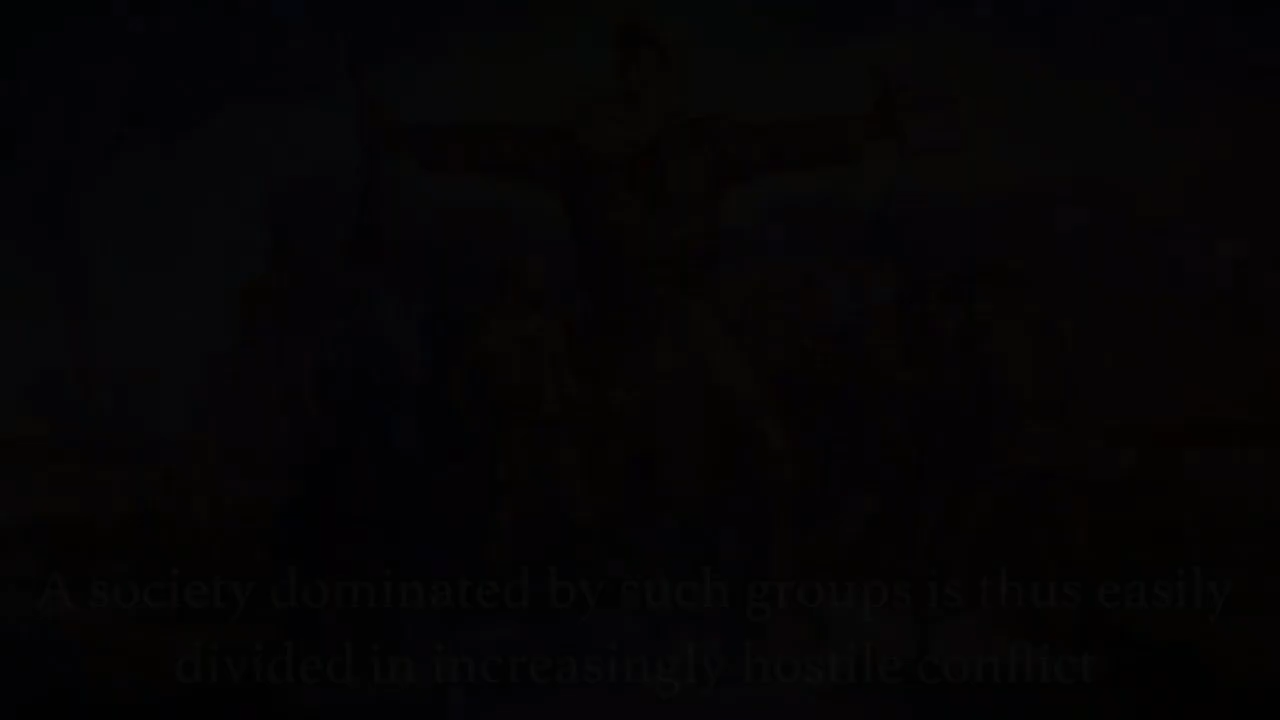 A society dominated by such groups is thus easily
divided in increasingly hostile conflict